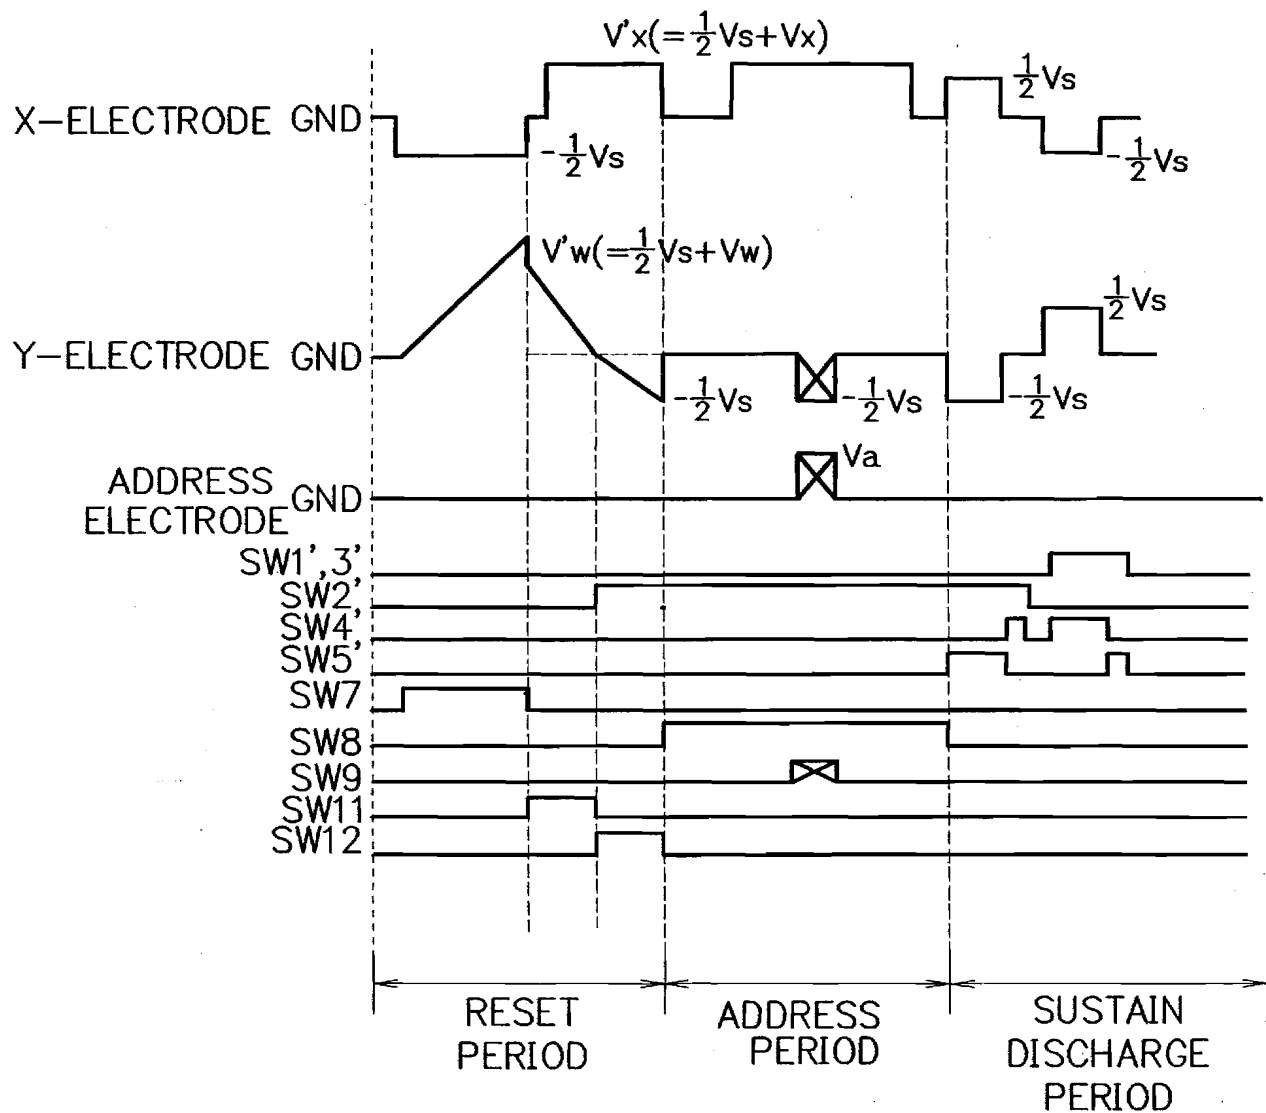 V'x(=1/2Vs+Vx)
X-ELECTRODE GND
-1/2Vs
1/2Vs
-1/2Vs
V'w(=1/2Vs+Vw)
Y-ELECTRODE GND
-1/2Vs
-1/2Vs
-1/2Vs
1/2Vs
ADDRESS
ELECTRODE
GND
Va
SW1',3'
SW2'
SW4'
SW5'
SW7
SW8
SW9
SW11
SW12
RESET
PERIOD
ADDRESS
PERIOD
SUSTAIN
DISCHARGE
PERIOD